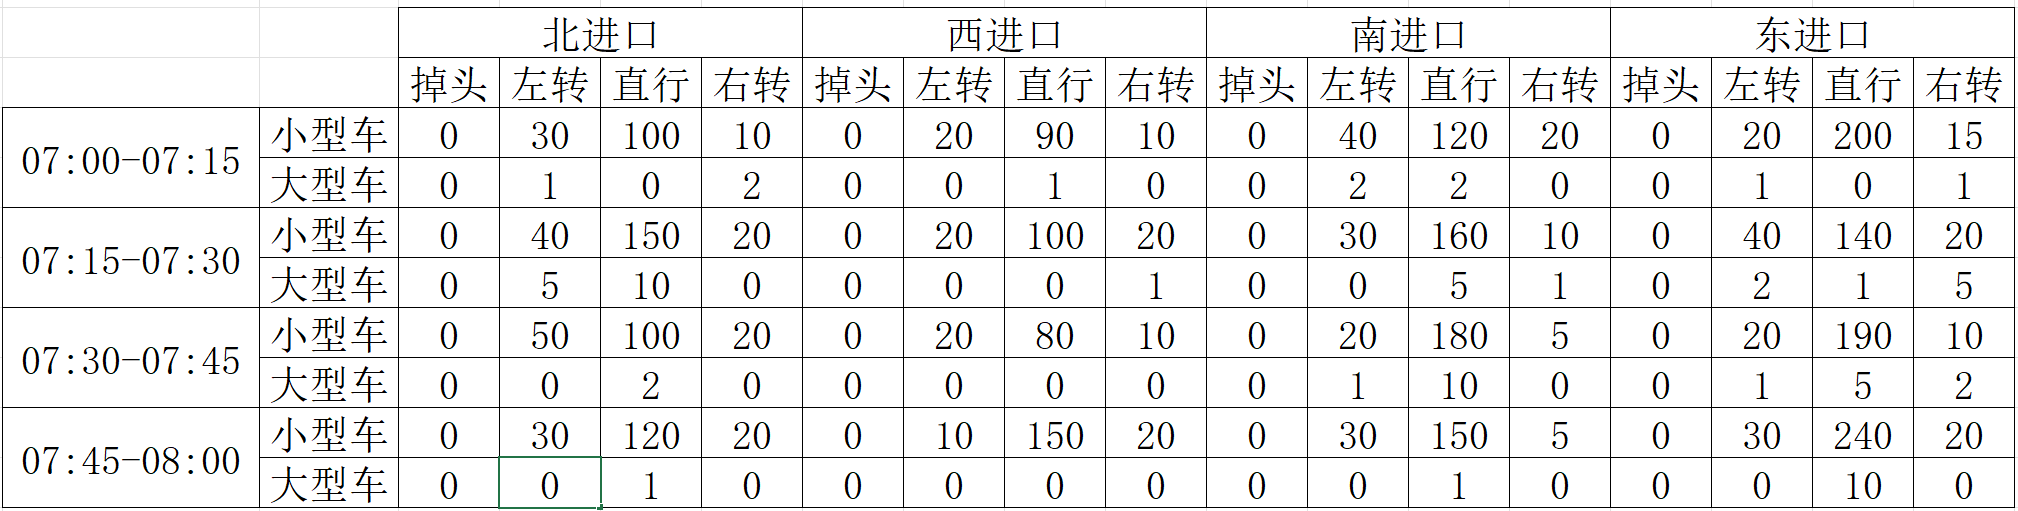 北进口 西进口 南进口 东进口
掉头 左转 直行 右转 掉头 左转 直行 右转 掉头 左转 直行 右转 掉头 左转 直行 右转
07:00-07:15 小型车 0 30 100 10 0 20 90 10 0 40 120 20 0 20 200 15
大型车 0 1 0 2 0 0 1 0 0 2 2 0 0 1 0 1
07:15-07:30 小型车 0 40 150 20 0 20 100 20 0 30 160 10 0 40 140 20
大型车 0 5 10 0 0 0 0 1 0 0 5 1 0 2 1 5
07:30-07:45 小型车 0 50 100 20 0 20 80 10 0 20 180 5 0 20 190 10
大型车 0 0 2 0 0 0 0 0 0 1 10 0 0 1 5 2
07:45-08:00 小型车 0 30 120 20 0 10 150 20 0 30 150 5 0 30 240 20
大型车 0 0 1 0 0 0 0 0 0 0 1 0 0 0 10 0